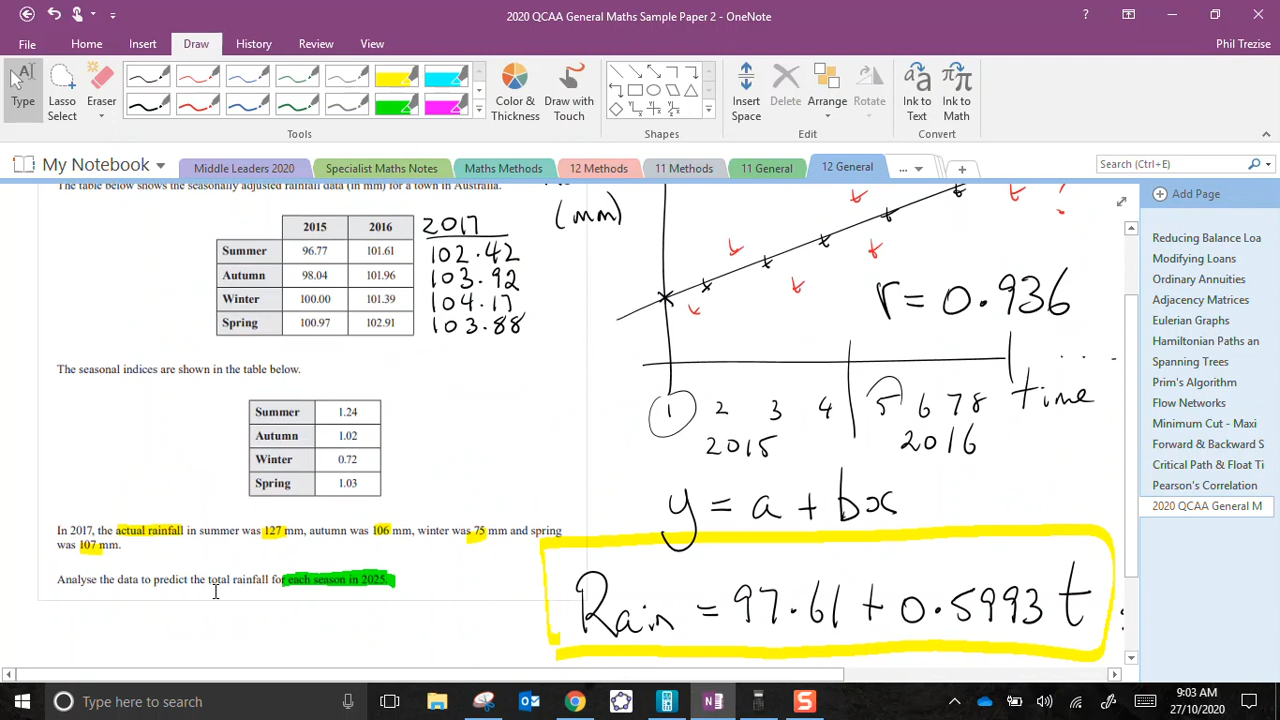 2020 QCAA General Maths Sample Paper 2 - OneNote
File Home Insert Draw History Review View
Phil Trezise
Type Lasso Select Eraser
Color & Thickness Draw with Touch
Insert Space Delete Arrange Rotate
Ink to Text Ink to Math
Tools Shapes Edit Convert
My Notebook Middle Leaders 2020 Specialist Maths Notes Maths Methods 12 Methods 11 Methods 11 General 12 General ... Search (Ctrl+E)
Add Page
Reducing Balance Loa
Modifying Loans
Ordinary Annuities
Adjacency Matrices
Eulerian Graphs
Hamiltonian Paths an
Spanning Trees
Prim's Algorithm
Flow Networks
Minimum Cut - Maxi
Forward & Backward S
Critical Path & Float Ti
Pearson's Correlation
2020 QCAA General M
The table below shows the seasonally adjusted rainfall data (in mm) for a town in Australia.
2015 2016 2017
Summer 96.77 101.61 102.42
Autumn 98.04 101.96 103.92
Winter 100.00 101.39 104.17
Spring 100.97 102.91 103.88
The seasonal indices are shown in the table below.
Summer 1.24
Autumn 1.02
Winter 0.72
Spring 1.03
In 2017, the actual rainfall in summer was 127 mm, autumn was 106 mm, winter was 75 mm and spring
was 107 mm.
Analyse the data to predict the total rainfall for each season in 2025.
(mm)
?
r = 0.936
1 2 3 4 5 6 7 8 time
2015 2016
y = a + bx
Rain = 97.61 + 0.5993 t
Type here to search
9:03 AM
27/10/2020